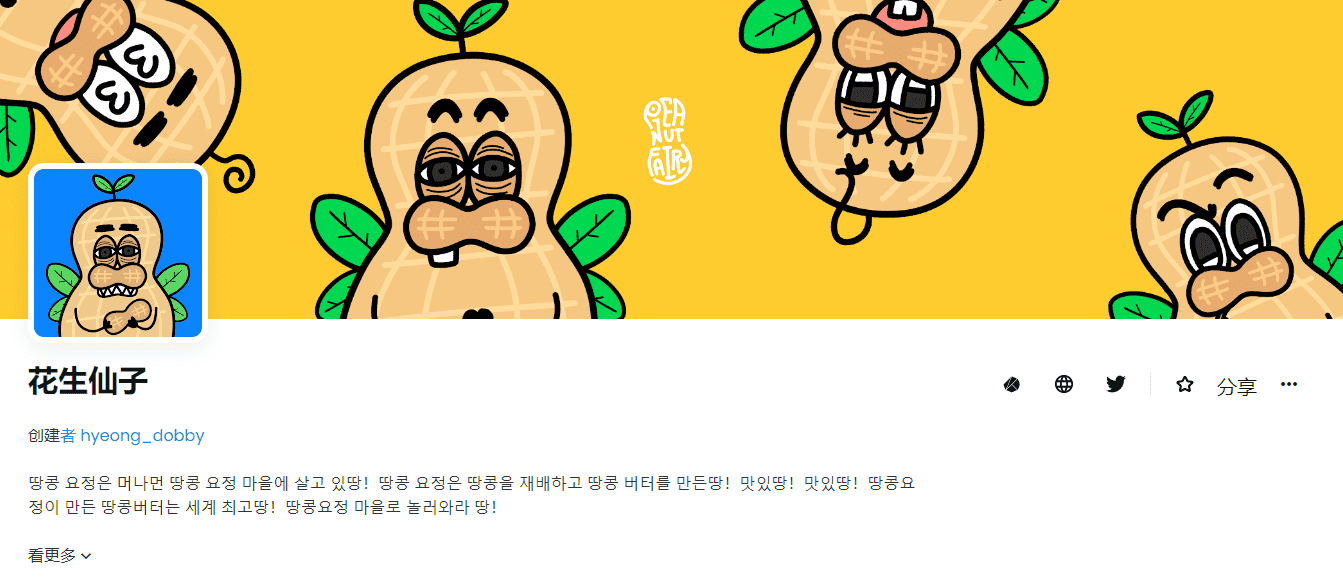 PEA
NUT
FAIRY
花生仙子
分享
创建者 hyeong_dobby
땅콩 요정은 머나먼 땅콩 요정 마을에 살고 있땅! 땅콩 요정은 땅콩을 재배하고 땅콩 버터를 만든땅! 맛있땅! 맛있땅! 땅콩요
정이 만든 땅콩버터는 세계 최고땅! 땅콩요정 마을로 놀러와라 땅!
看更多